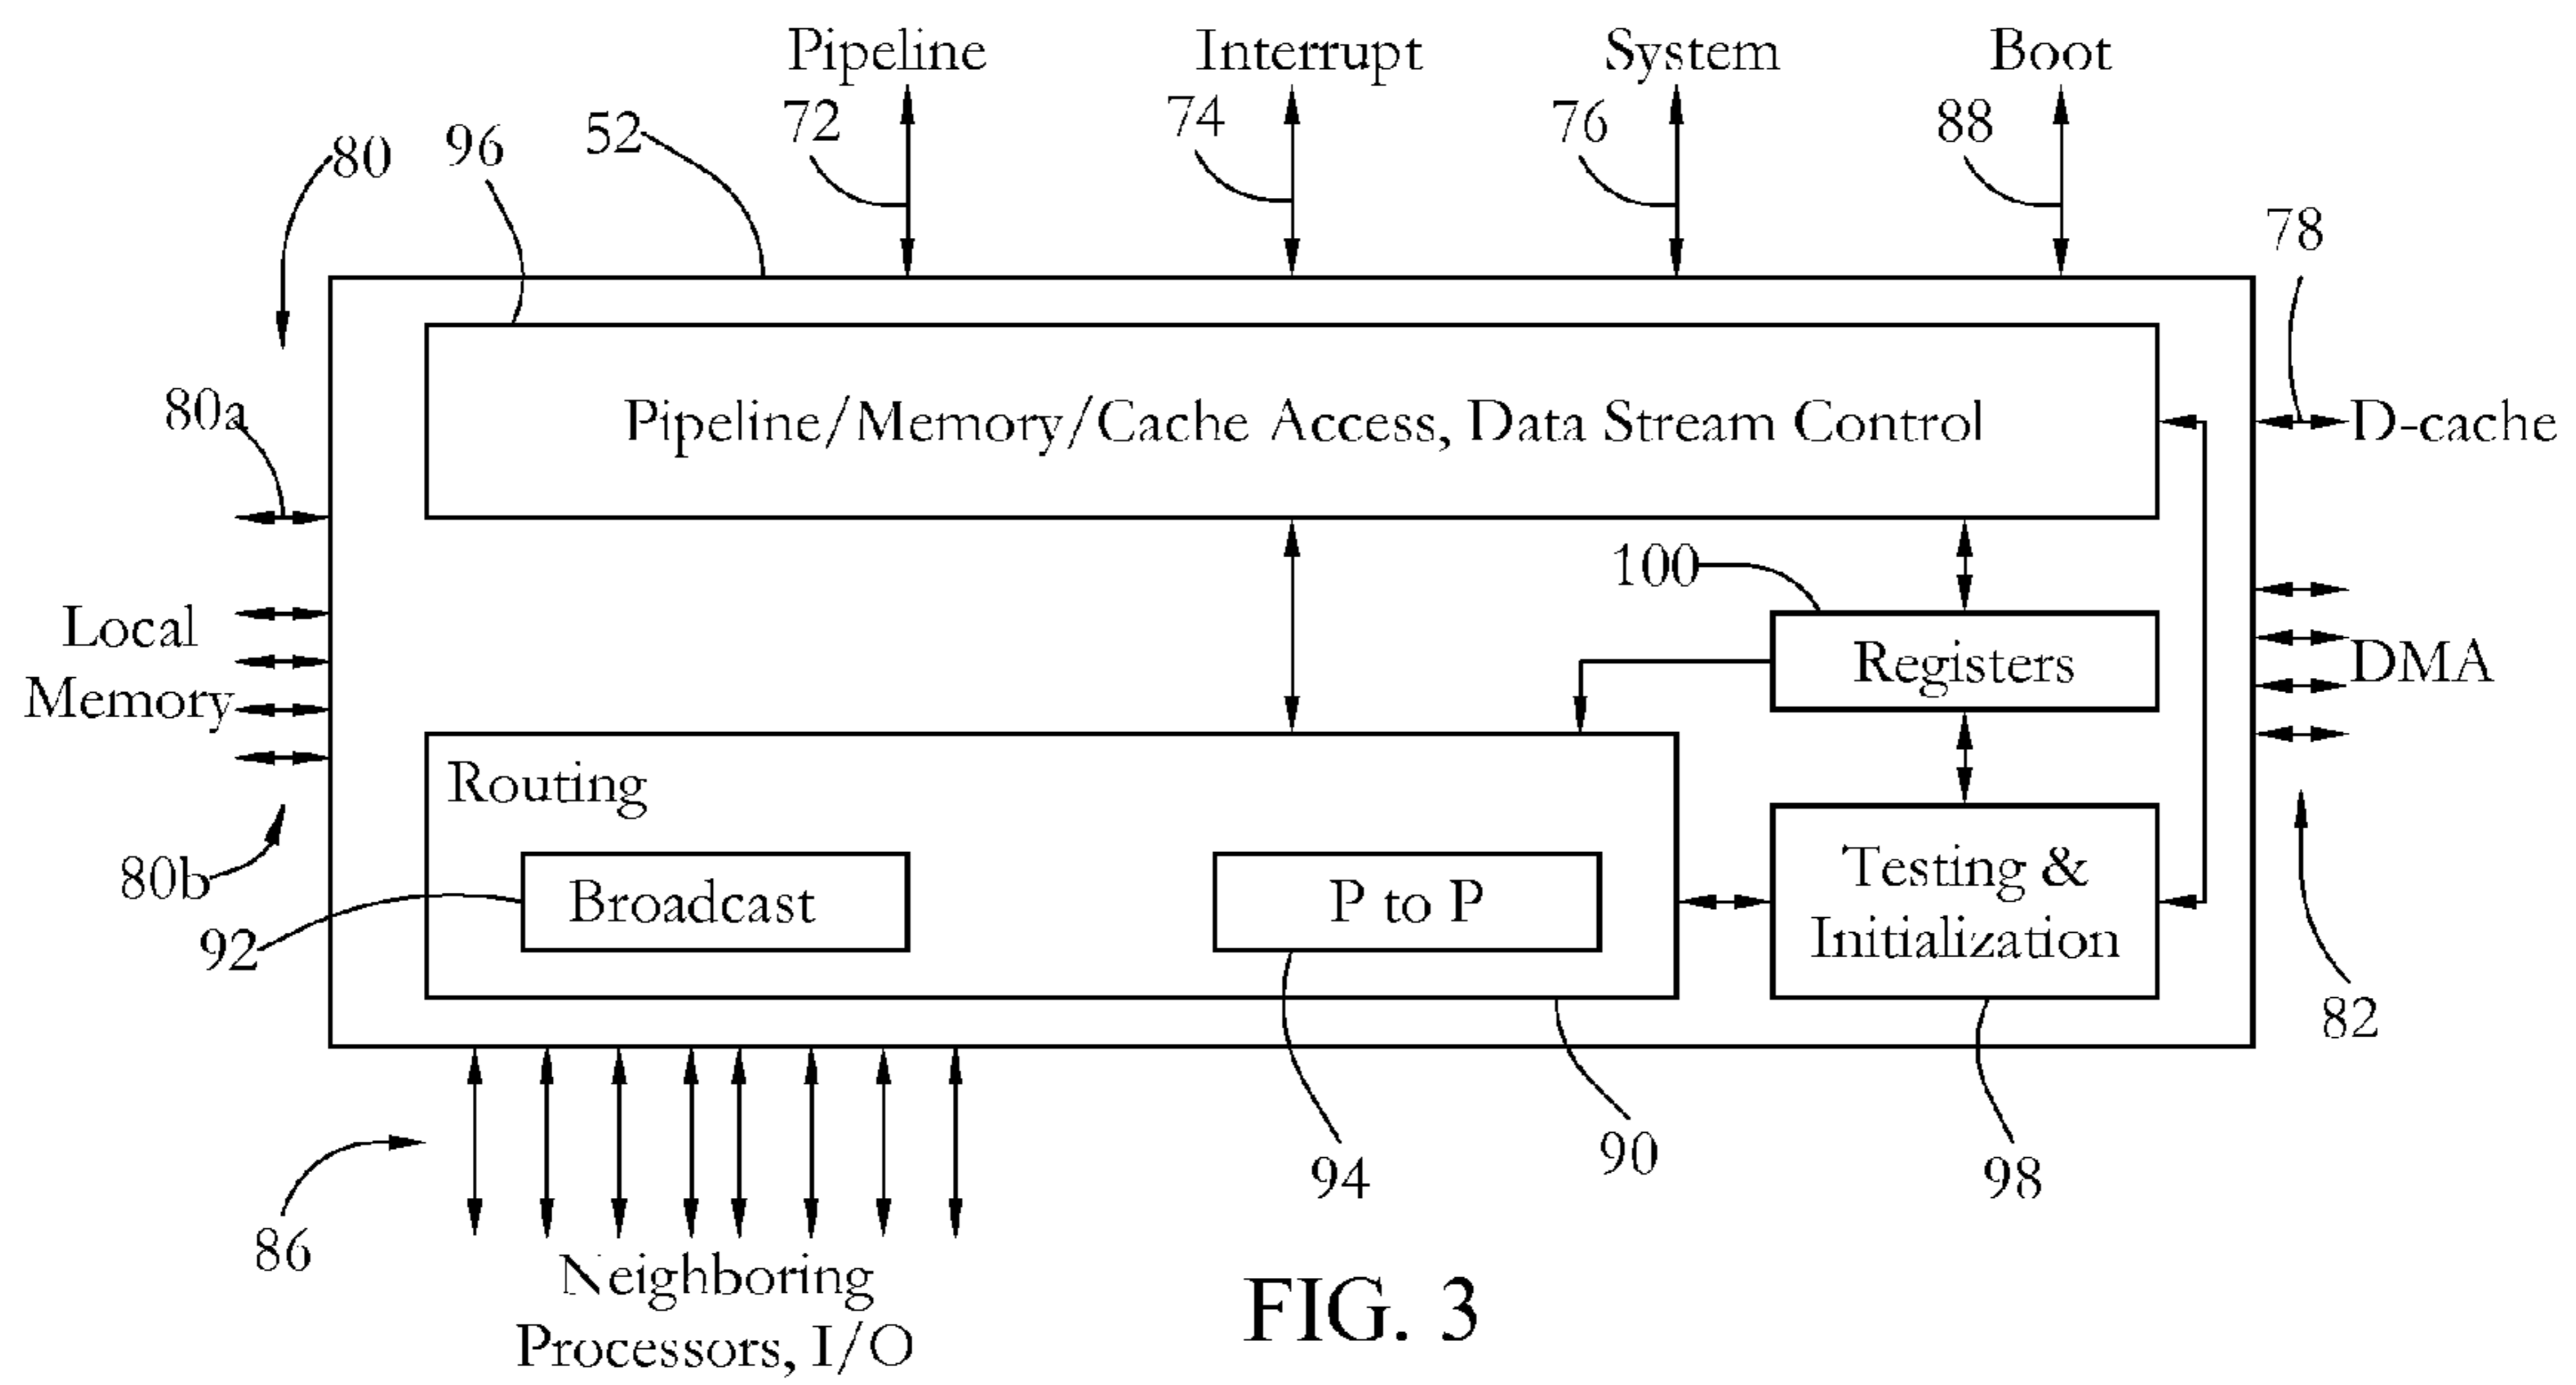 Pipeline Interrupt System Boot
72 74 76 88
80 96 52
78
80a
Pipeline/Memory/Cache Access, Data Stream Control
D-cache
100
Local
Memory
Registers
DMA
Routing
80b
Testing &
Initialization
Broadcast
P to P
92
82
86
94
90
98
Neighboring
Processors, I/O
FIG. 3